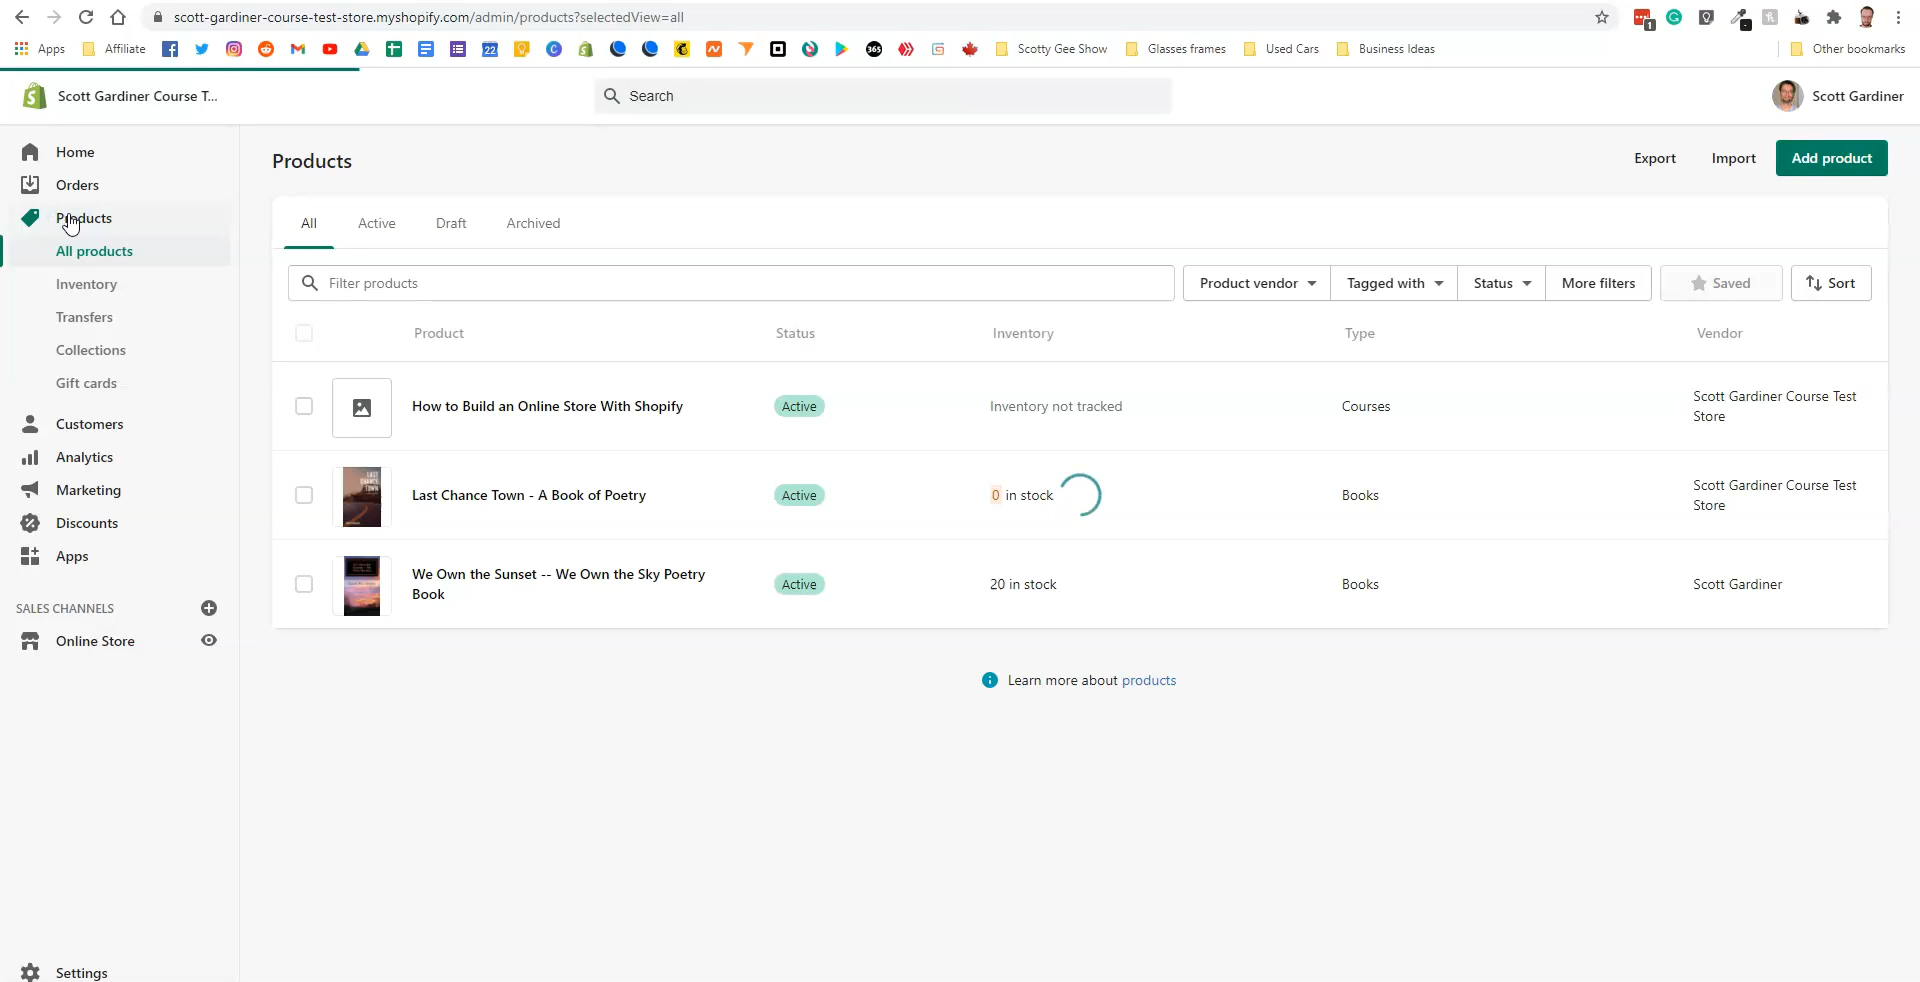 scott-gardiner-course-test-store.myshopify.com/admin/products?selectedView=all
1
Apps
Affiliate
22
365
Scotty Gee Show
Glasses frames
Used Cars
Business Ideas
Other bookmarks
Scott Gardiner Course T...
Search
Scott Gardiner
Home
Orders
Products
All products
Inventory
Transfers
Collections
Gift cards
Customers
Analytics
Marketing
Discounts
Apps
SALES CHANNELS
Online Store
Settings
Products
Export
Import
Add product
All
Active
Draft
Archived
Filter products
Product vendor
Tagged with
Status
More filters
Saved
Sort
Product
Status
Inventory
Type
Vendor
How to Build an Online Store With Shopify
Active
Inventory not tracked
Courses
Scott Gardiner Course Test
Store
LAST
CHANCE
TOWN
Last Chance Town - A Book of Poetry
Active
0 in stock
Books
Scott Gardiner Course Test
Store
We Own the Sunset -- We Own the Sky Poetry
Book
Active
20 in stock
Books
Scott Gardiner
Learn more about products